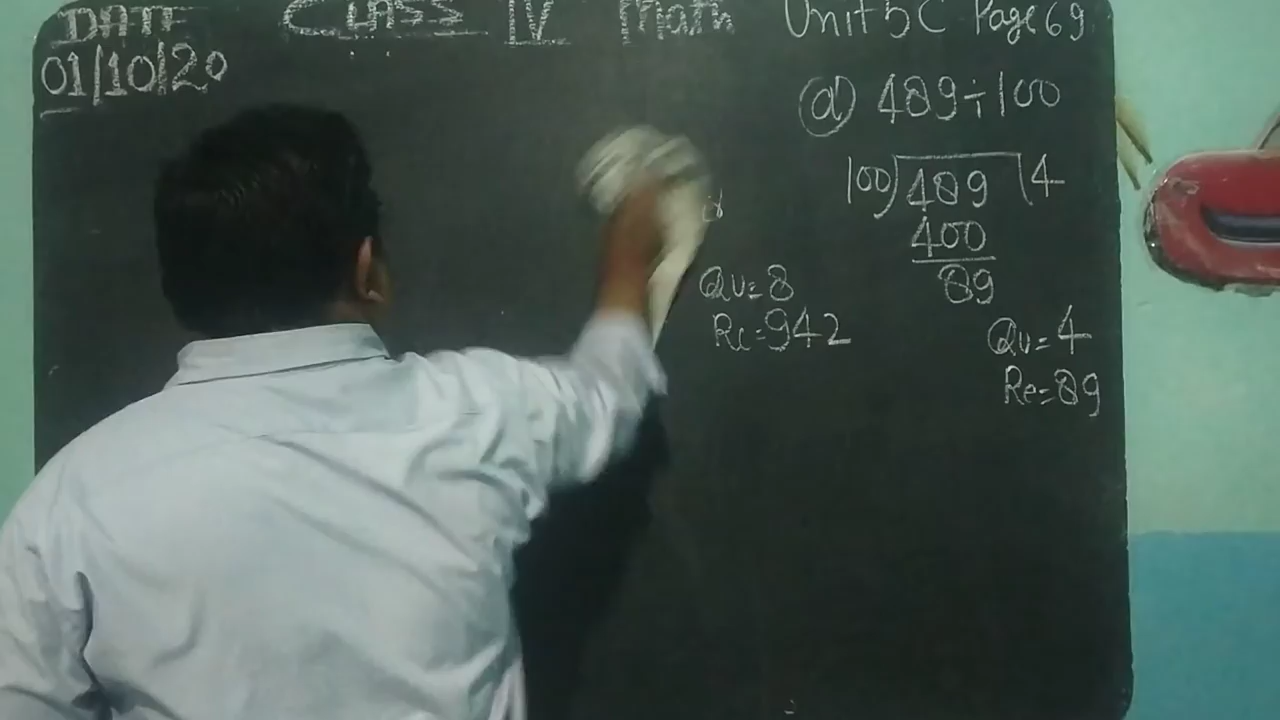 DATE CLASS IV Math Unit 5C Page 69
01/10/20
(d) 489÷100
100)489(4
400
89
Qu=8
Re=942
Qu=4
Re=89